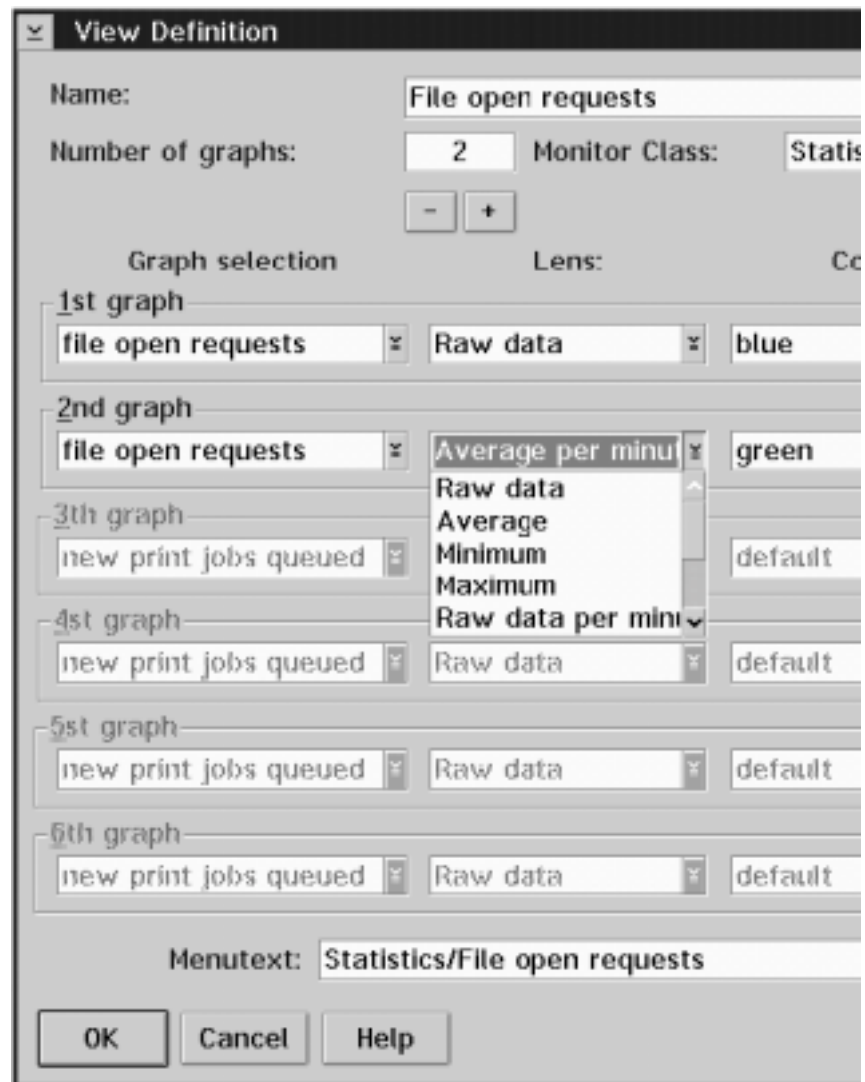 View Definition
Name: File open requests
Number of graphs: 2 Monitor Class: Statis
- +
Graph selection Lens: Co
1st graph
file open requests Raw data blue
2nd graph
file open requests Average per minut green
Raw data
Average
Minimum
Maximum
Raw data per minu
3th graph
new print jobs queued default
4st graph
new print jobs queued Raw data default
5st graph
new print jobs queued Raw data default
6th graph
new print jobs queued Raw data default
Menutext: Statistics/File open requests
OK Cancel Help